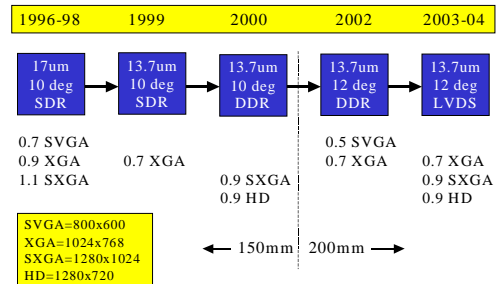 1996-98 1999 2000 2002 2003-04
17um 13.7um 13.7um 13.7um 13.7um
10 deg 10 deg 10 deg 12 deg 12 deg
SDR SDR DDR DDR LVDS
0.7 SVGA 0.5 SVGA
0.9 XGA 0.7 XGA 0.7 XGA 0.7 XGA
1.1 SXGA 0.9 SXGA 0.9 SXGA
0.9 HD 0.9 HD
SVGA=800x600
XGA=1024x768
SXGA=1280x1024
HD=1280x720
150mm 200mm